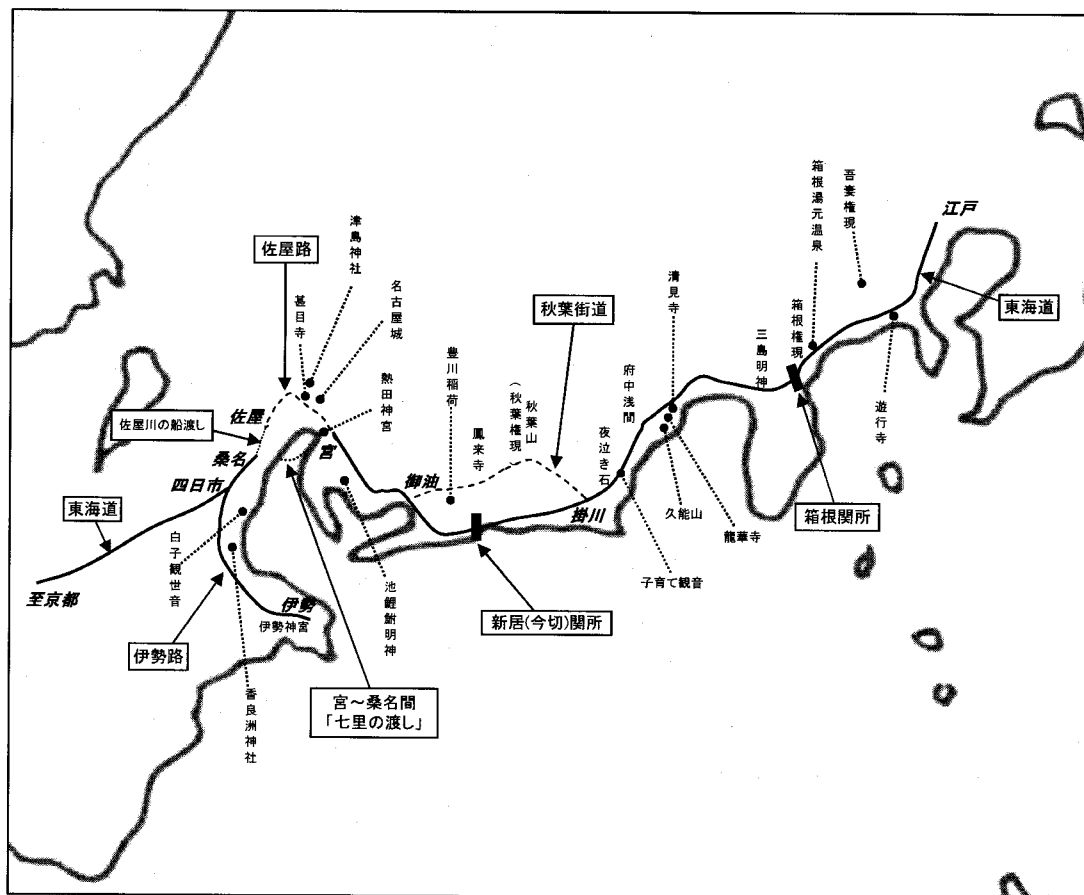 江戸
東海道
吾妻権現
箱根湯元温泉
箱根権現
遊行寺
箱根関所
三島明神
清見寺
府中浅間
龍華寺
久能山
夜泣き石
子育て観音
掛川
秋葉街道
秋葉山
(秋葉権現)
鳳来寺
豊川稲荷
新居(今切)関所
御油
池鯉鮒明神
熱田神宮
宮
名古屋城
津島神社
甚目寺
佐屋路
佐屋
佐屋川の船渡し
桑名
宮~桑名間
「七里の渡し」
四日市
東海道
至京都
白子観世音
伊勢路
香良洲神社
伊勢
伊勢神宮